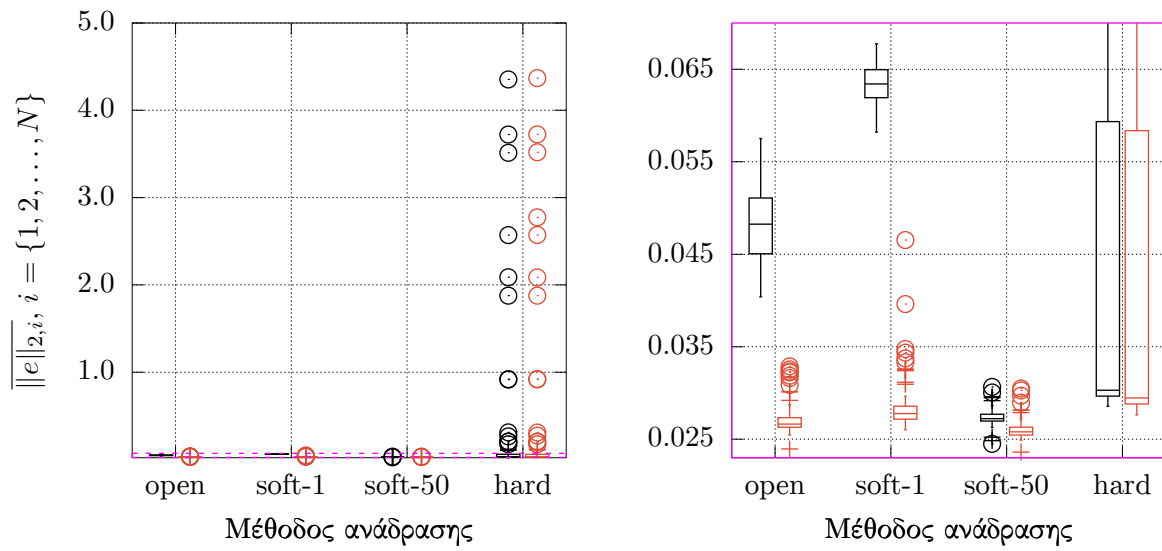 5.0
4.0
3.0
2.0
1.0
$\overline{\|e\|}_{2,i}, i = \{1, 2, \ldots, N\}$
open soft-1 soft-50 hard
Μέθοδος ανάδρασης
0.065
0.055
0.045
0.035
0.025
open soft-1 soft-50 hard
Μέθοδος ανάδρασης